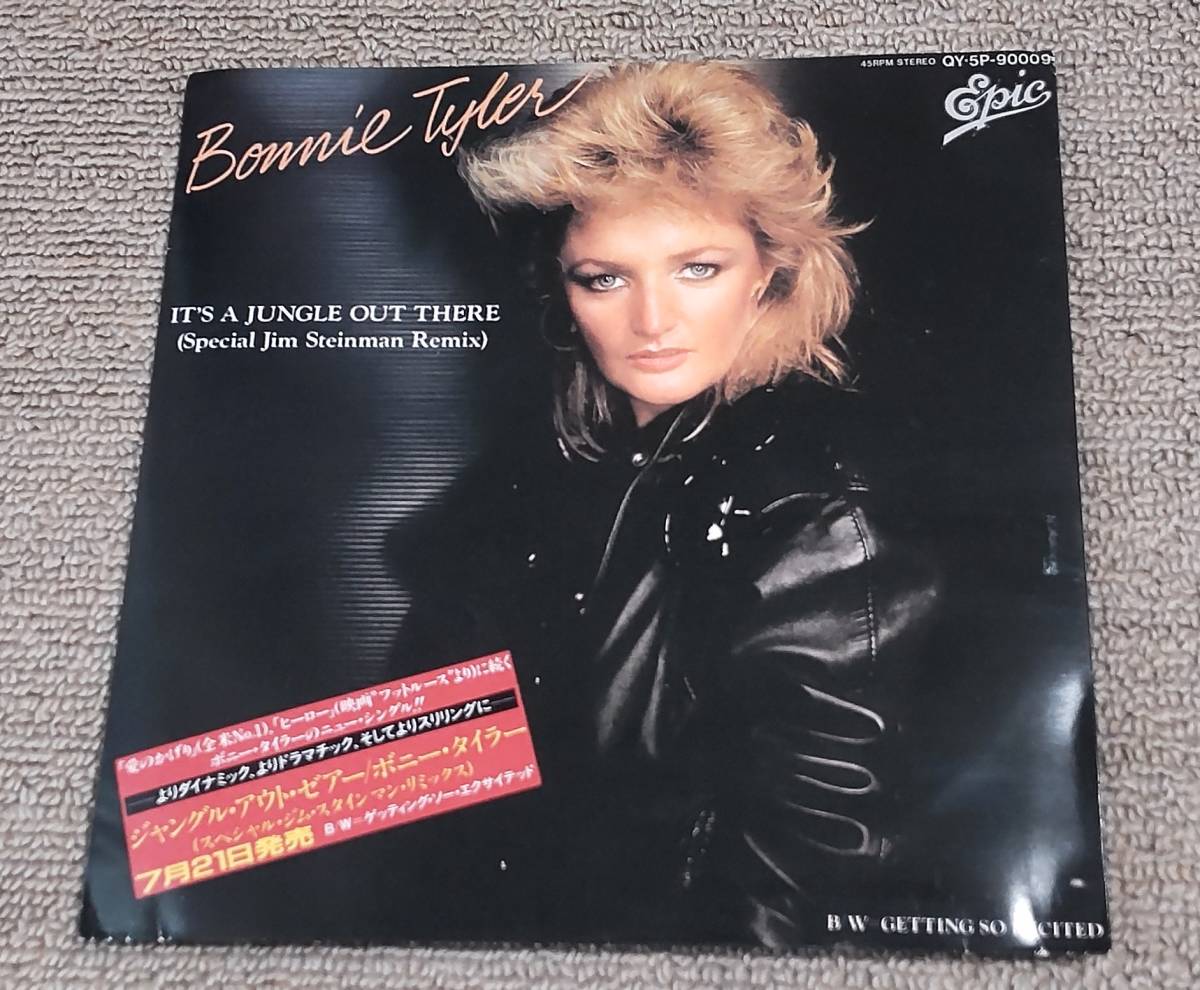 45RPM STEREO QY·5P-90009
Epic
Bonnie Tyler
IT'S A JUNGLE OUT THERE
(Special Jim Steinman Remix)
「愛のかげり」(全米No.1)、「ヒーロー」(映画"フットルース"より)に続く
ボニー・タイラーのニュー・シングル!!
よりダイナミック、よりドラマチック、そしてよりスリリングに
ジャングル・アウト・ゼアー/ボニー・タイラー
(スペシャル・ジム・スタインマン・リミックス)
7月21日発売 B/W=ゲッティング・ソー・エクサイテッド
B/W=GETTING SO